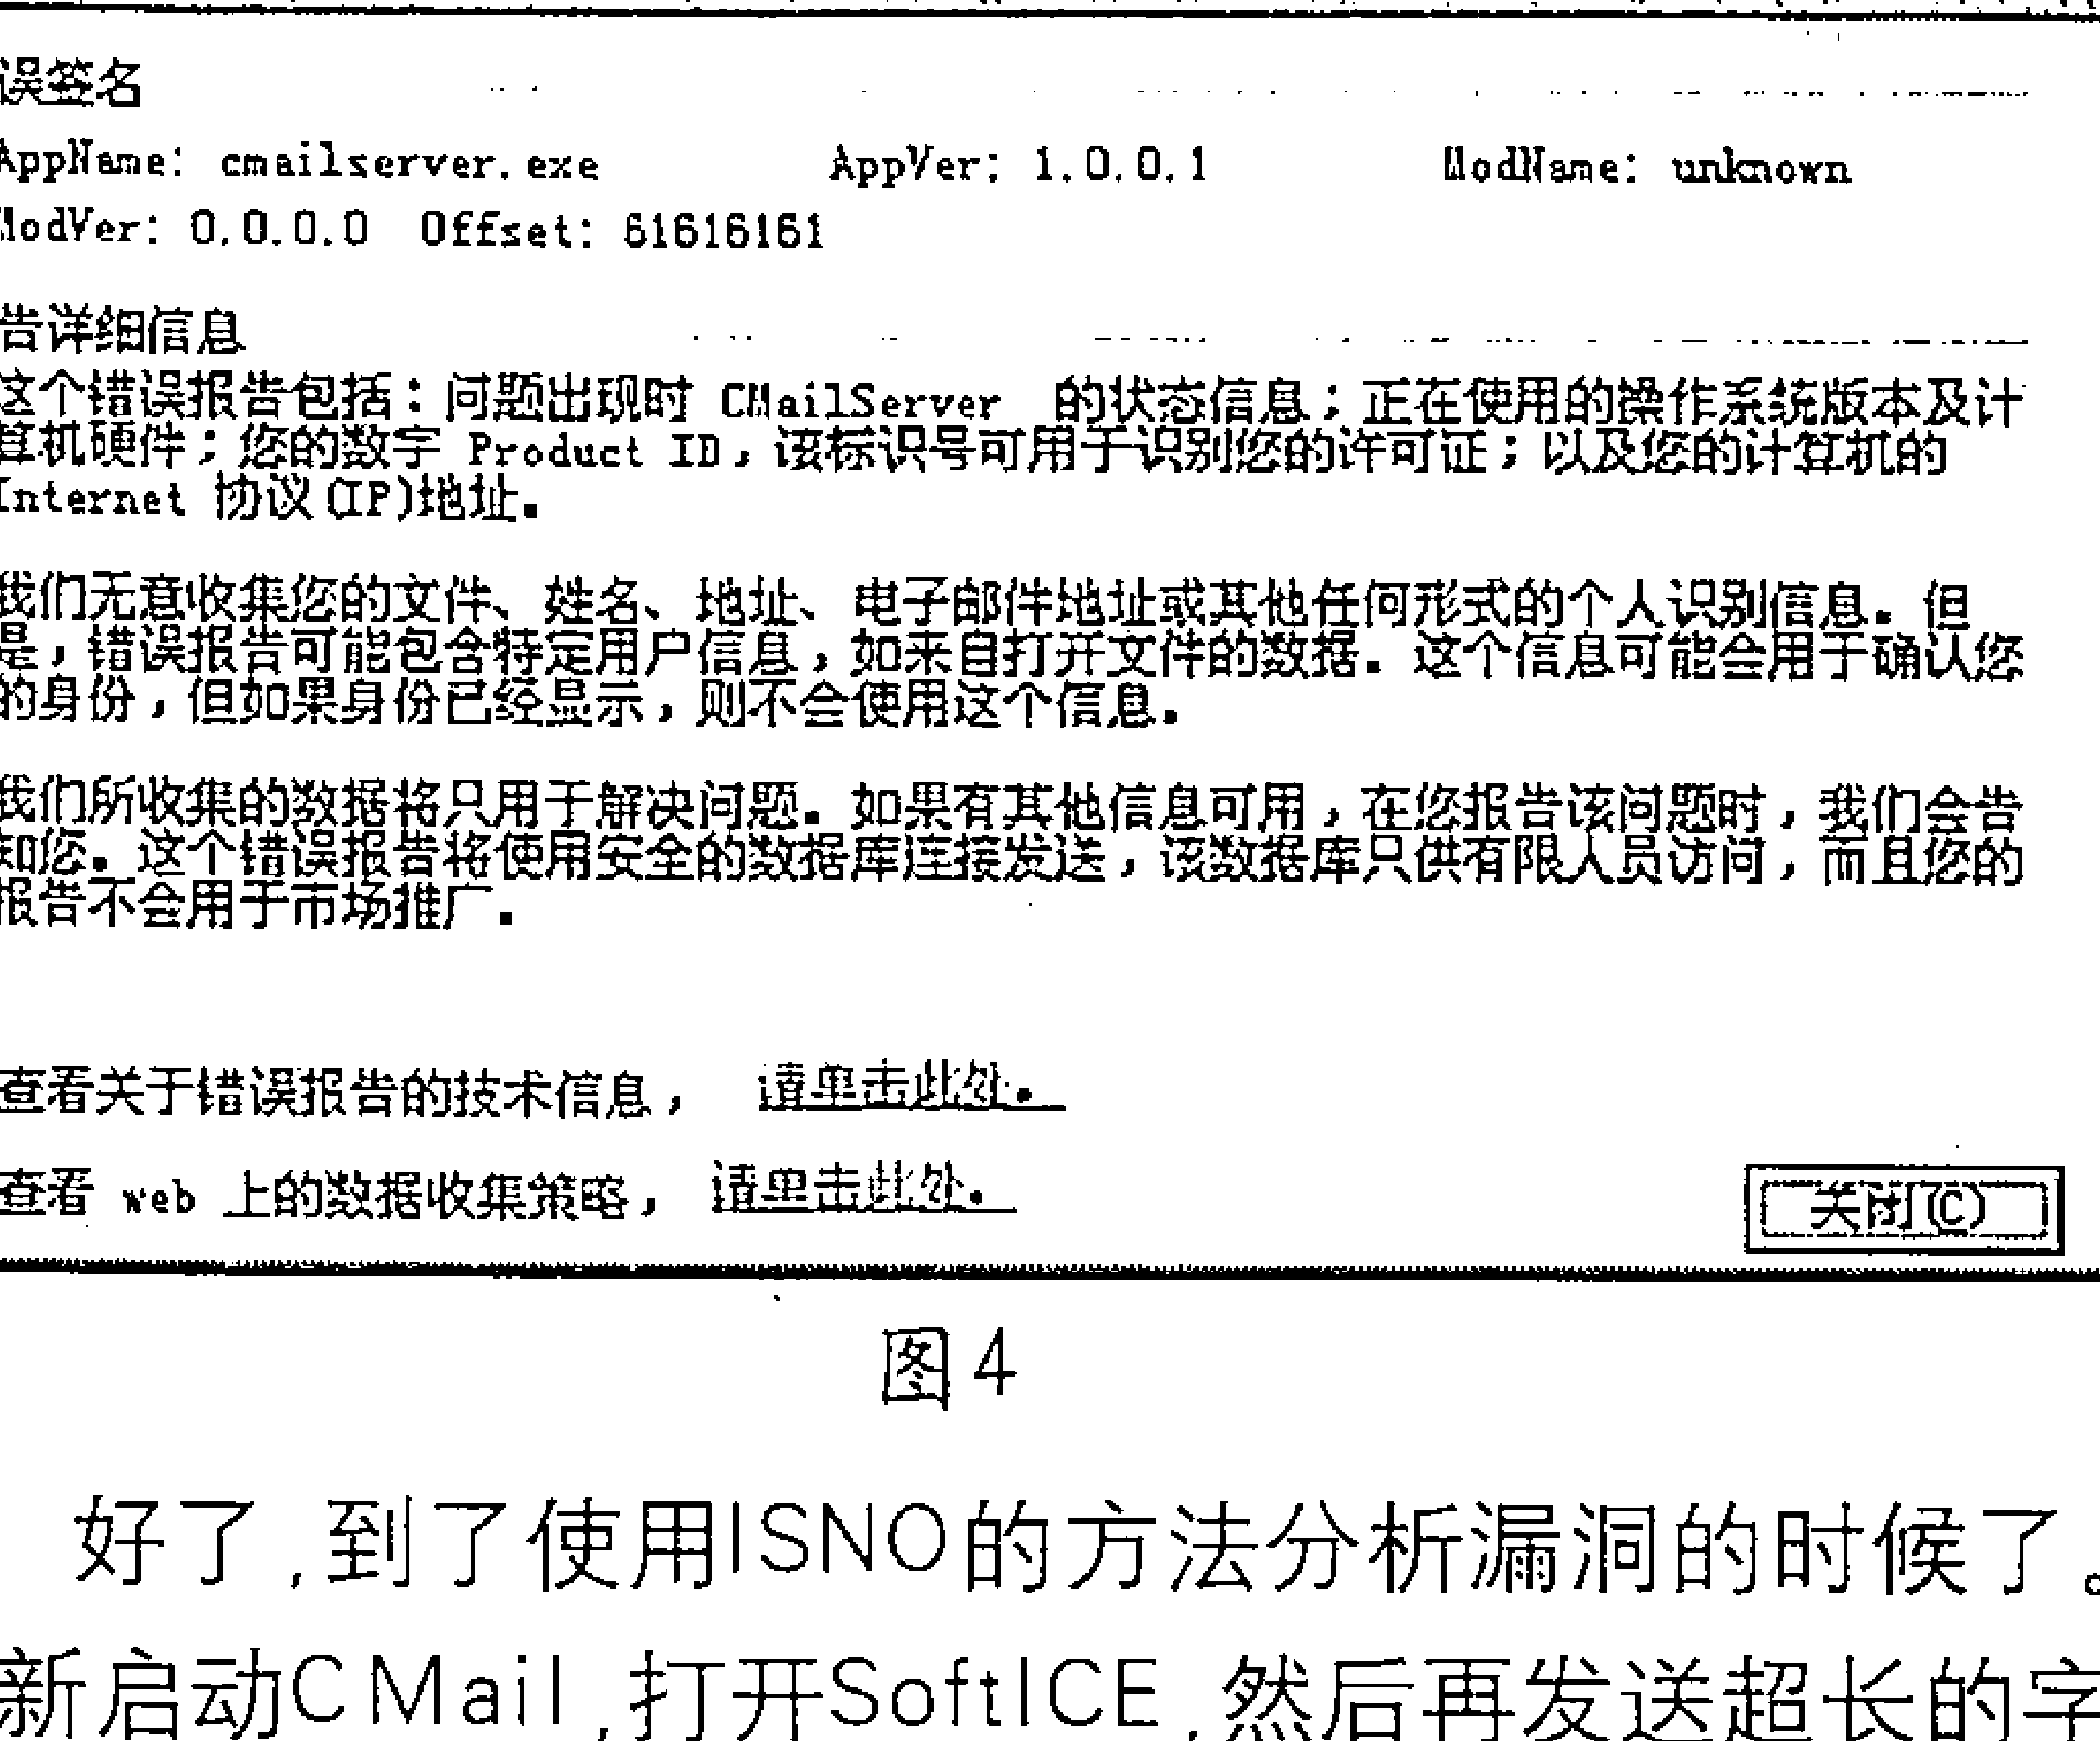 误签名
AppName: cmailserver.exe AppVer: 1.0.0.1 ModName: unknown
ModVer: 0.0.0.0 Offset: 61616161
告详细信息
这个错误报告包括：问题出现时 CMailServer 的状态信息；正在使用的操作系统版本及计
算机硬件；您的数字 Product ID，该标识号可用于识别您的许可证；以及您的计算机的
Internet 协议(IP)地址。
我们无意收集您的文件、姓名、地址、电子邮件地址或其他任何形式的个人识别信息。但
是，错误报告可能包含特定用户信息，如来自打开文件的数据。这个信息可能会用于确认您
的身份，但如果身份已经显示，则不会使用这个信息。
我们所收集的数据将只用于解决问题。如果有其他信息可用，在您报告该问题时，我们会告
知您。这个错误报告将使用安全的数据库连接发送，该数据库只供有限人员访问，而且您的
报告不会用于市场推广。
查看关于错误报告的技术信息， 请单击此处。
查看 web 上的数据收集策略， 请单击此处。
关闭(C)
图4
好了,到了使用ISNO的方法分析漏洞的时候了。
新启动CMail,打开SoftICE,然后再发送超长的字